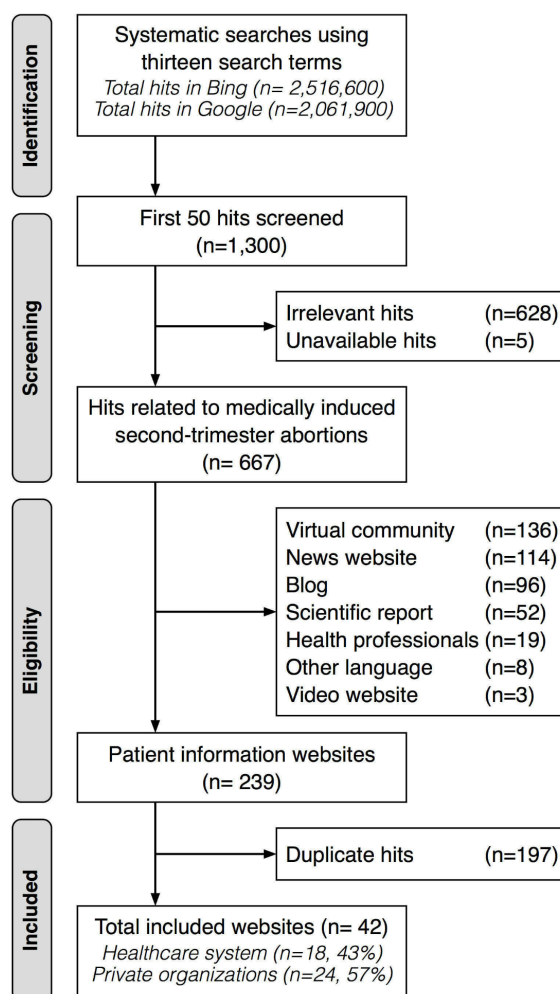 Identification
Systematic searches using
thirteen search terms
Total hits in Bing (n= 2,516,600)
Total hits in Google (n=2,061,900)
Screening
First 50 hits screened
(n=1,300)
Irrelevant hits (n=628)
Unavailable hits (n=5)
Hits related to medically induced
second-trimester abortions
(n= 667)
Eligibility
Virtual community (n=136)
News website (n=114)
Blog (n=96)
Scientific report (n=52)
Health professionals (n=19)
Other language (n=8)
Video website (n=3)
Patient information websites
(n= 239)
Included
Duplicate hits (n=197)
Total included websites (n= 42)
Healthcare system (n=18, 43%)
Private organizations (n=24, 57%)